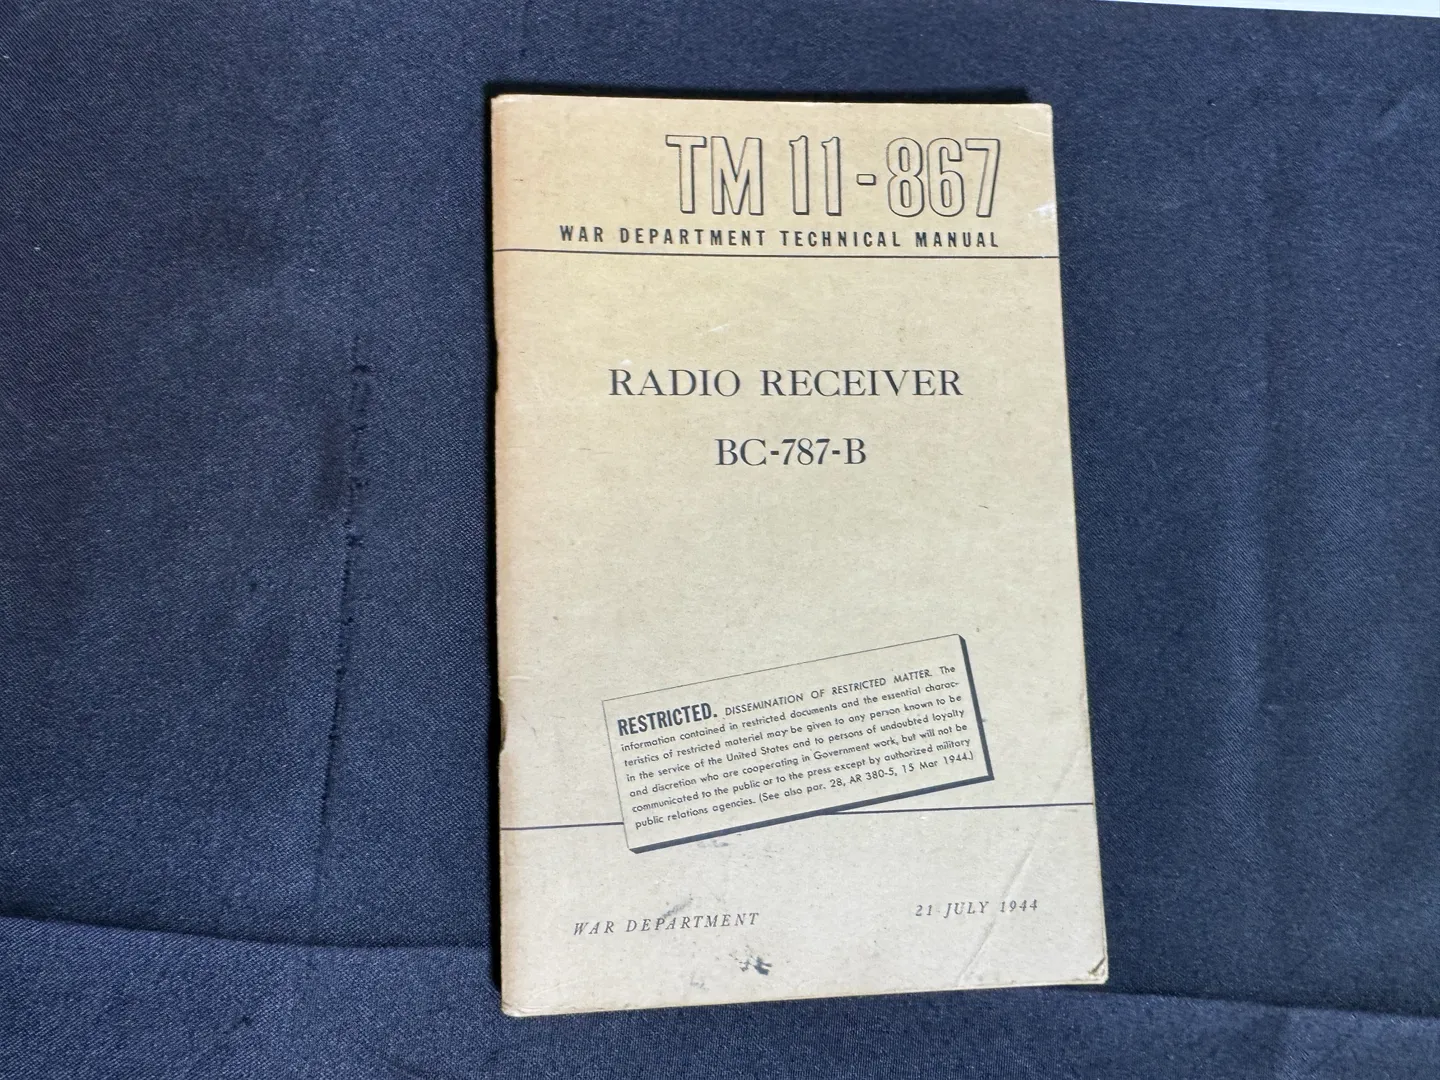 TM 11-867
WAR DEPARTMENT TECHNICAL MANUAL
RADIO RECEIVER
BC-787-B
RESTRICTED. DISSEMINATION OF RESTRICTED MATTER. The
information contained in restricted documents and the essential charac-
teristics of restricted materiel may be given to any person known to be
in the service of the United States and to persons of undoubted loyalty
and discretion who are cooperating in Government work, but will not be
communicated to the public or to the press except by authorized military
public relations agencies. (See also par. 28, AR 380-5, 15 Mar 1944.)
WAR DEPARTMENT
21 JULY 1944